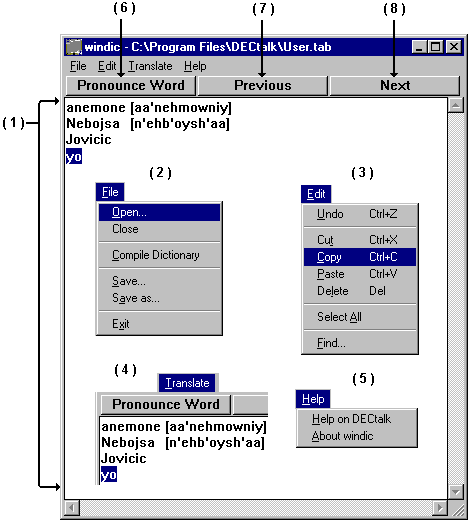 ( 6 ) ( 7 ) ( 8 )
windic - C:\Program Files\DECtalk\User.tab
File Edit Translate Help
Pronounce Word Previous Next
( 1 )
anemone [aa'nehmowniy]
Nebojsa [n'ehb'oysh'aa]
Jovicic
yo
( 2 )
File
Open...
Close
Compile Dictionary
Save...
Save as...
Exit
( 3 )
Edit
Undo Ctrl+Z
Cut Ctrl+X
Copy Ctrl+C
Paste Ctrl+V
Delete Del
Select All
Find...
( 4 )
Translate
Pronounce Word
anemone [aa'nehmowniy]
Nebojsa [n'ehb'oysh'aa]
Jovicic
yo
( 5 )
Help
Help on DECtalk
About windic